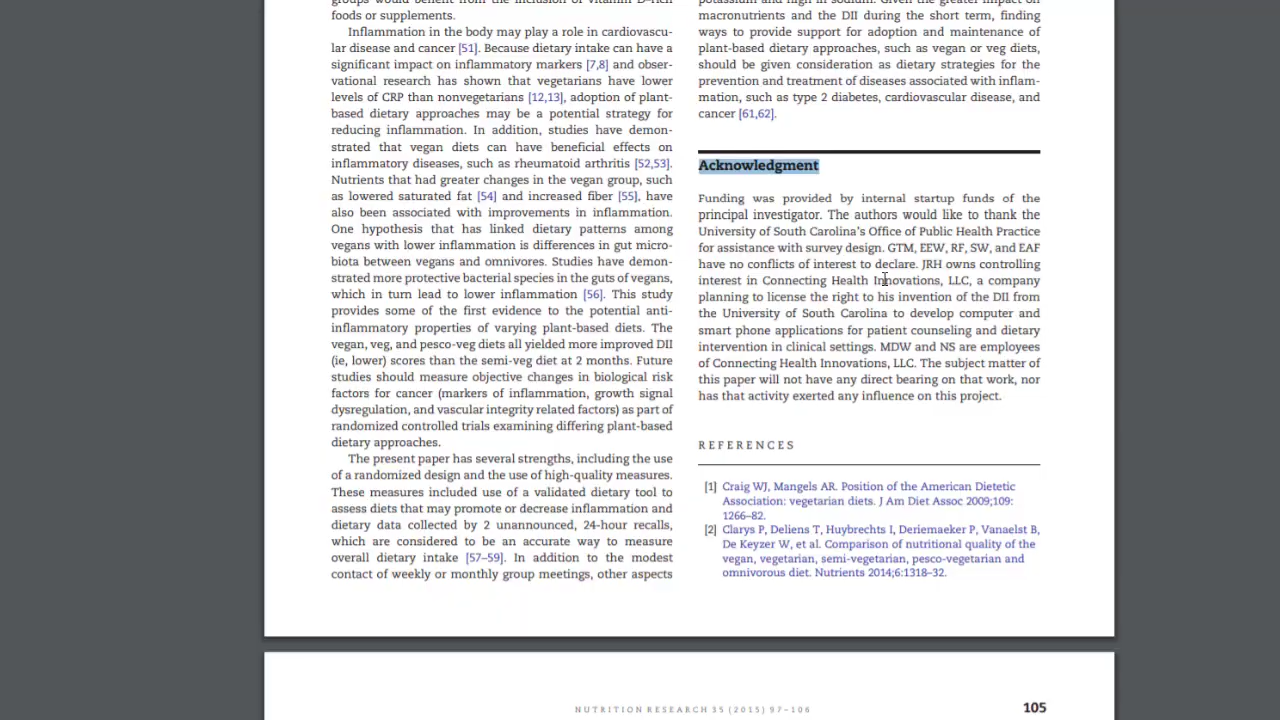 groups would benefit from the inclusion of vitamin D–rich
foods or supplements.
Inflammation in the body may play a role in cardiovascu-
lar disease and cancer [51]. Because dietary intake can have a
significant impact on inflammatory markers [7,8] and obser-
vational research has shown that vegetarians have lower
levels of CRP than nonvegetarians [12,13], adoption of plant-
based dietary approaches may be a potential strategy for
reducing inflammation. In addition, studies have demon-
strated that vegan diets can have beneficial effects on
inflammatory diseases, such as rheumatoid arthritis [52,53].
Nutrients that had greater changes in the vegan group, such
as lowered saturated fat [54] and increased fiber [55], have
also been associated with improvements in inflammation.
One hypothesis that has linked dietary patterns among
vegans with lower inflammation is differences in gut micro-
biota between vegans and omnivores. Studies have demon-
strated more protective bacterial species in the guts of vegans,
which in turn lead to lower inflammation [56]. This study
provides some of the first evidence to the potential anti-
inflammatory properties of varying plant-based diets. The
vegan, veg, and pesco-veg diets all yielded more improved DII
(ie, lower) scores than the semi-veg diet at 2 months. Future
studies should measure objective changes in biological risk
factors for cancer (markers of inflammation, growth signal
dysregulation, and vascular integrity related factors) as part of
randomized controlled trials examining differing plant-based
dietary approaches.
The present paper has several strengths, including the use
of a randomized design and the use of high-quality measures.
These measures included use of a validated dietary tool to
assess diets that may promote or decrease inflammation and
dietary data collected by 2 unannounced, 24-hour recalls,
which are considered to be an accurate way to measure
overall dietary intake [57–59]. In addition to the modest
contact of weekly or monthly group meetings, other aspects
potassium and high in sodium. Given the greater impact on
macronutrients and the DII during the short term, finding
ways to provide support for adoption and maintenance of
plant-based dietary approaches, such as vegan or veg diets,
should be given consideration as dietary strategies for the
prevention and treatment of diseases associated with inflam-
mation, such as type 2 diabetes, cardiovascular disease, and
cancer [61,62].
Acknowledgment
Funding was provided by internal startup funds of the
principal investigator. The authors would like to thank the
University of South Carolina's Office of Public Health Practice
for assistance with survey design. GTM, EEW, RF, SW, and EAF
have no conflicts of interest to declare. JRH owns controlling
interest in Connecting Health Innovations, LLC, a company
planning to license the right to his invention of the DII from
the University of South Carolina to develop computer and
smart phone applications for patient counseling and dietary
intervention in clinical settings. MDW and NS are employees
of Connecting Health Innovations, LLC. The subject matter of
this paper will not have any direct bearing on that work, nor
has that activity exerted any influence on this project.
REFERENCES
[1] Craig WJ, Mangels AR. Position of the American Dietetic
Association: vegetarian diets. J Am Diet Assoc 2009;109:
1266–82.
[2] Clarys P, Deliens T, Huybrechts I, Deriemaeker P, Vanaelst B,
De Keyzer W, et al. Comparison of nutritional quality of the
vegan, vegetarian, semi-vegetarian, pesco-vegetarian and
omnivorous diet. Nutrients 2014;6:1318–32.
NUTRITION RESEARCH 35 (2015) 97–106
105